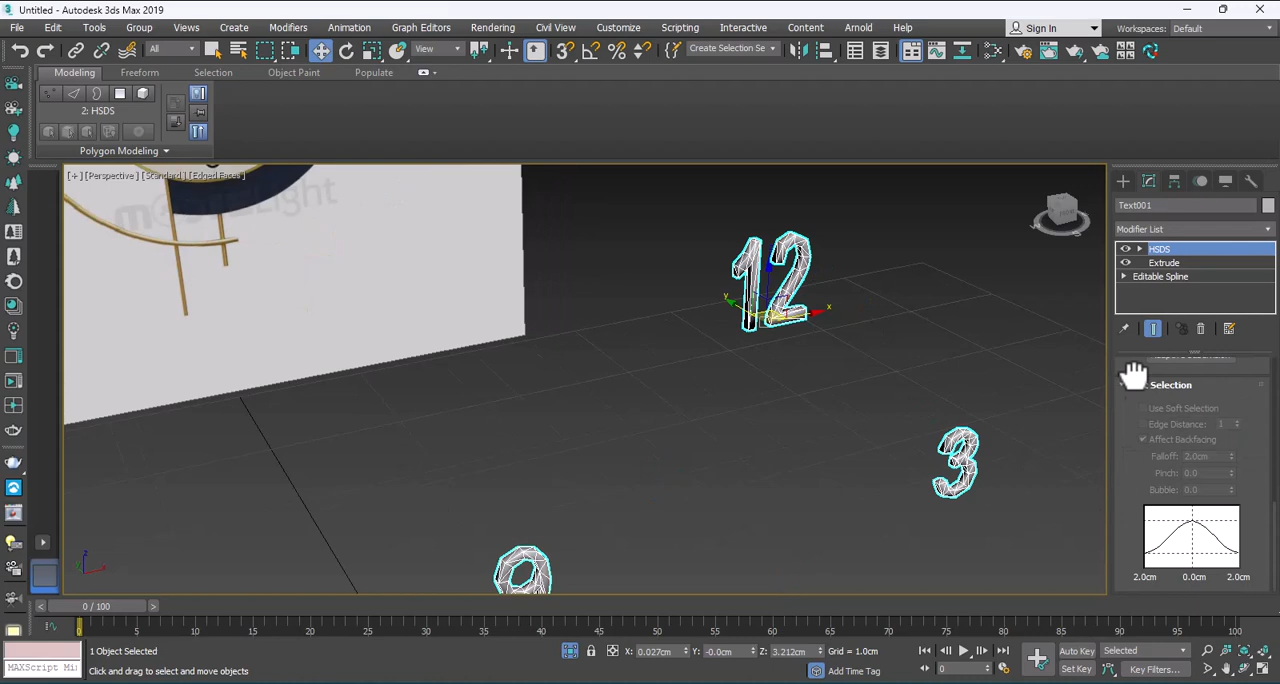 Untitled - Autodesk 3ds Max 2019
File Edit Tools Group Views Create Modifiers Animation Graph Editors Rendering Civil View Customize Scripting Interactive Content Arnold Help Sign In Workspaces: Default
All View Create Selection Se
Modeling Freeform Selection Object Paint Populate
2: HSDS
Polygon Modeling
[+] [Perspective] [Standard] [Edged Faces]
Text001
Modifier List
HSDS
Extrude
Editable Spline
12
3
9
Selection
Use Soft Selection
Edge Distance: 1
Affect Backfacing
Falloff: 2.0cm
Pinch: 0.0
Bubble: 0.0
2.0cm 0.0cm 2.0cm
x
y
z
0 / 100
0 5 10 15 20 25 30 35 40 45 50 55 60 65 70 75 80 85 90 95 100
1 Object Selected
X: 0.027cm Y: -0.0cm Z: 3.212cm Grid = 1.0cm
Auto Key Selected
MAXScript Mi
Click and drag to select and move objects
Add Time Tag
0
Set Key Key Filters...